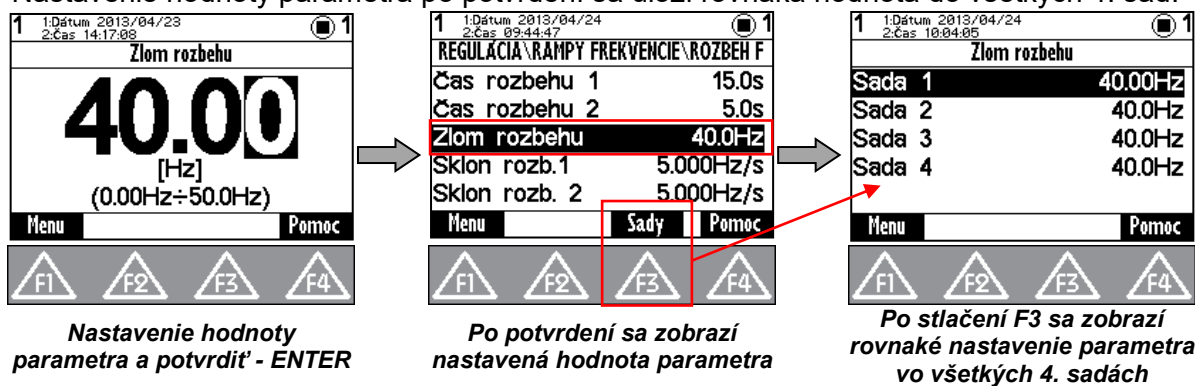 Nastavenie hodnoty parametra po potvrdení sa uloží rovnaká hodnota do všetkých 4. sád.
1 1:Dátum 2013/04/23 1
2:Čas 14:17:08
Zlom rozbehu
40.00
[Hz]
(0.00Hz÷50.0Hz)
Menu Pomoc
F1 F2 F3 F4
Nastavenie hodnoty
parametra a potvrdiť - ENTER
1 1:Dátum 2013/04/24 1
2:Čas 09:44:47
REGULÁCIA\RAMPY FREKVENCIE\ROZBEH F
Čas rozbehu 1 15.0s
Čas rozbehu 2 5.0s
Zlom rozbehu 40.0Hz
Sklon rozb.1 5.000Hz/s
Sklon rozb. 2 5.000Hz/s
Menu Sady Pomoc
F1 F2 F3 F4
Po potvrdení sa zobrazí
nastavená hodnota parametra
1 1:Dátum 2013/04/24 1
2:Čas 10:04:05
Zlom rozbehu
Sada 1 40.00Hz
Sada 2 40.0Hz
Sada 3 40.0Hz
Sada 4 40.0Hz
Menu Pomoc
F1 F2 F3 F4
Po stlačení F3 sa zobrazí
rovnaké nastavenie parametra
vo všetkých 4. sadách